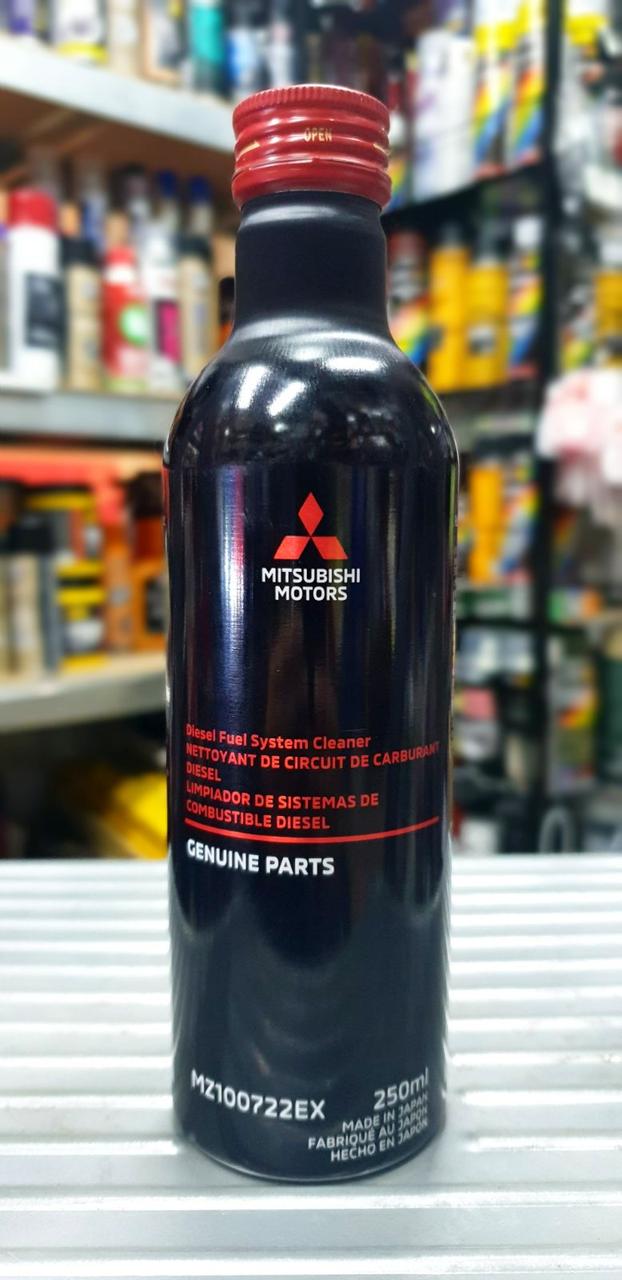 OPEN
MITSUBISHI
MOTORS
Diesel Fuel System Cleaner
NETTOYANT DE CIRCUIT DE CARBURANT
DIESEL
LIMPIADOR DE SISTEMAS DE
COMBUSTIBLE DIESEL
GENUINE PARTS
MZ100722EX
250ml
MADE IN JAPAN
FABRIQUÉ AU JAPON
HECHO EN JAPÓN